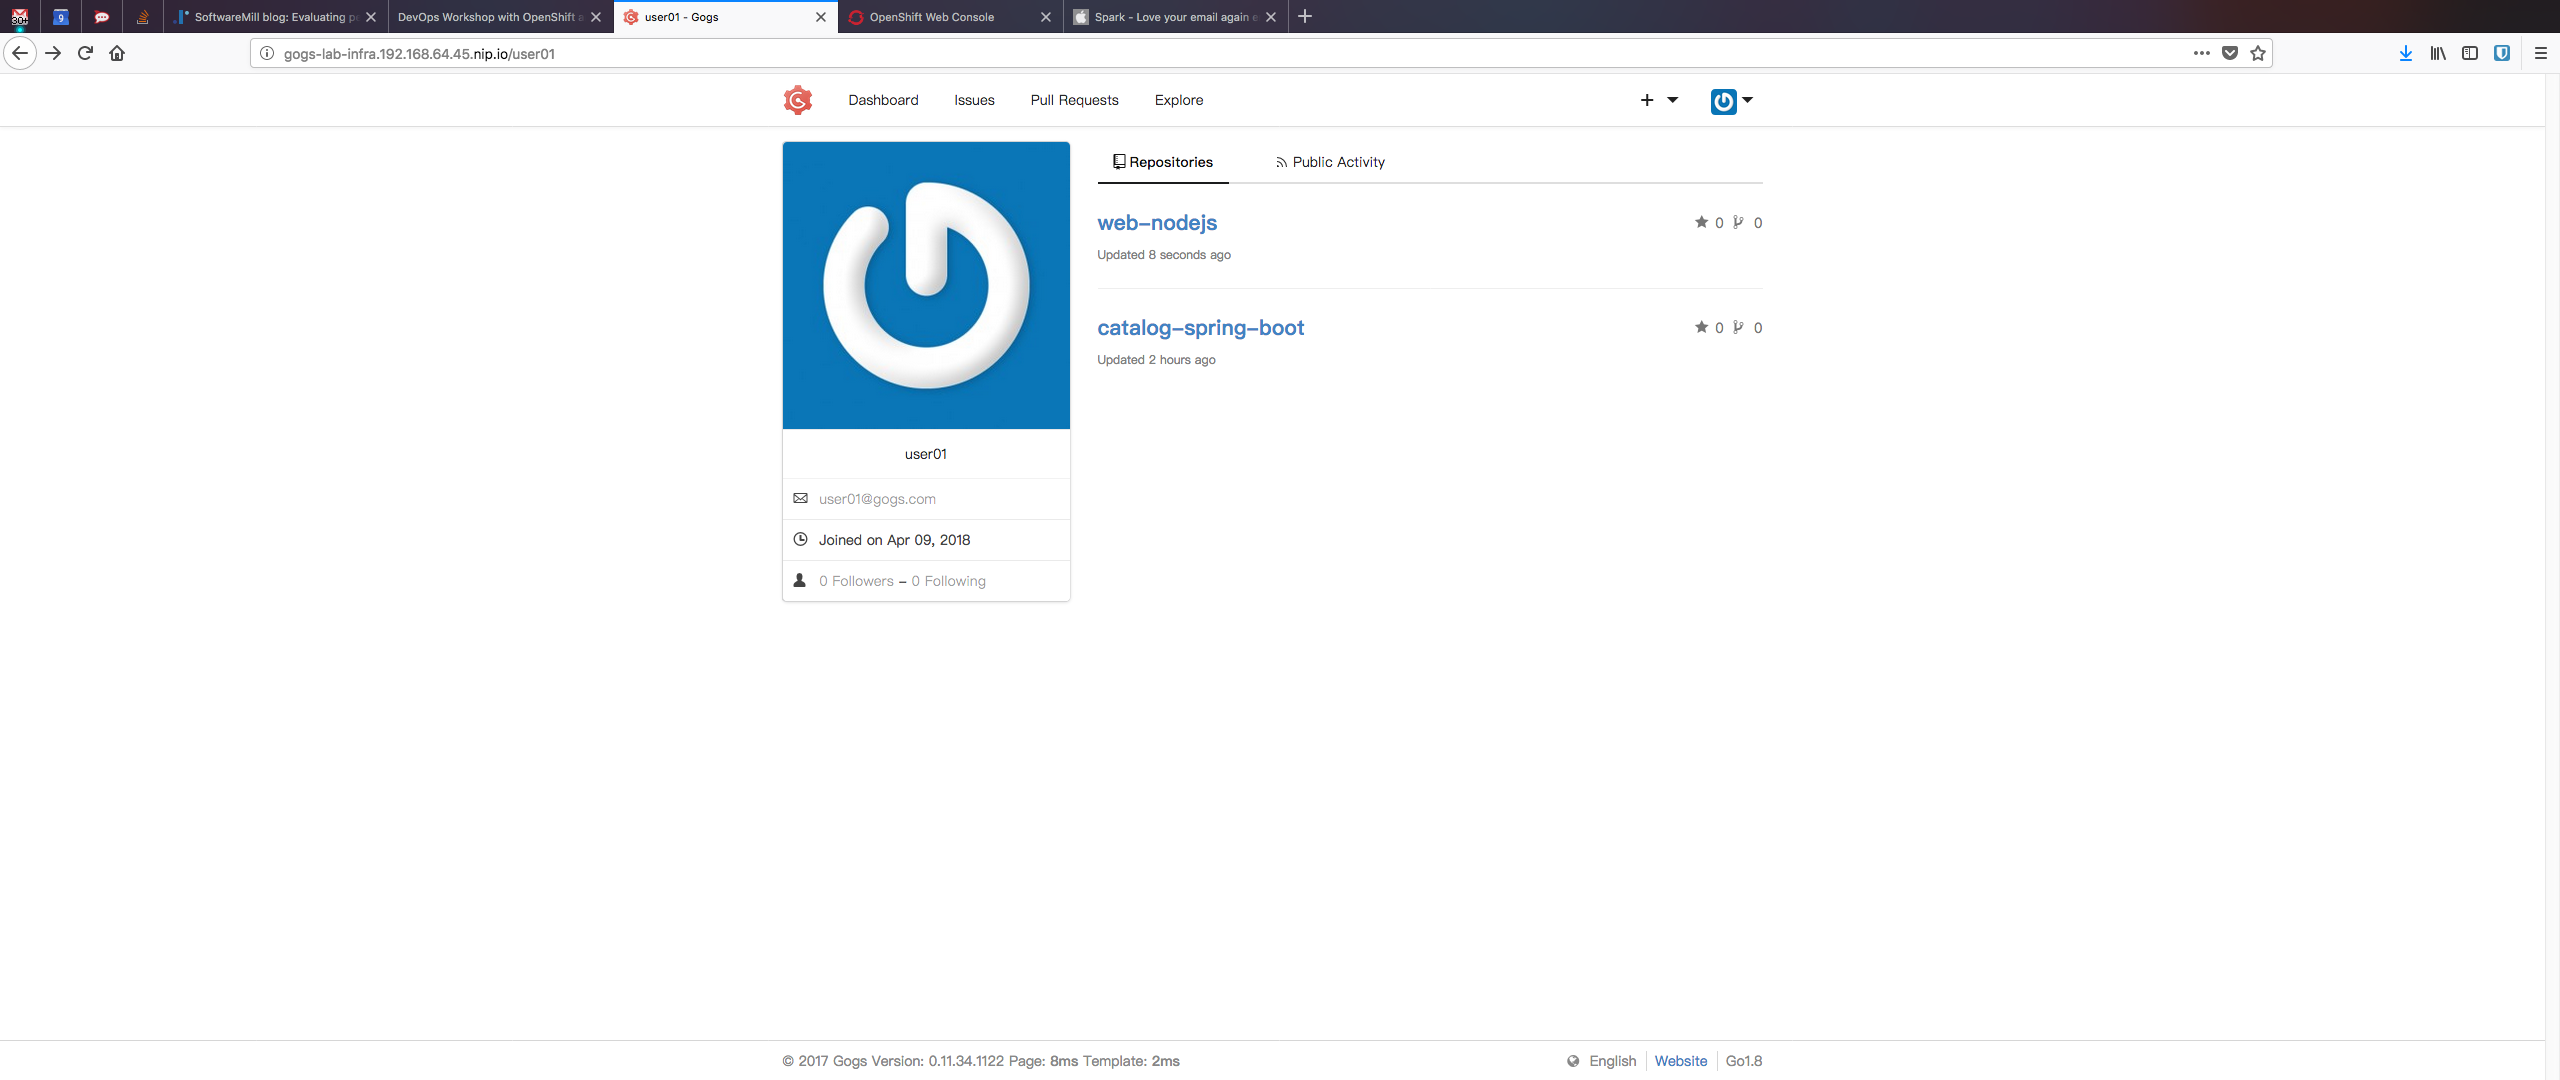 30+
9
SoftwareMill blog: Evaluating pe
DevOps Workshop with OpenShift a
user01 - Gogs
OpenShift Web Console
Spark - Love your email again e
gogs-lab-infra.192.168.64.45.nip.io/user01
Dashboard Issues Pull Requests Explore
Repositories Public Activity
web-nodejs 0 0
Updated 8 seconds ago
catalog-spring-boot 0 0
Updated 2 hours ago
user01
user01@gogs.com
Joined on Apr 09, 2018
0 Followers - 0 Following
© 2017 Gogs Version: 0.11.34.1122 Page: 8ms Template: 2ms English Website Go1.8